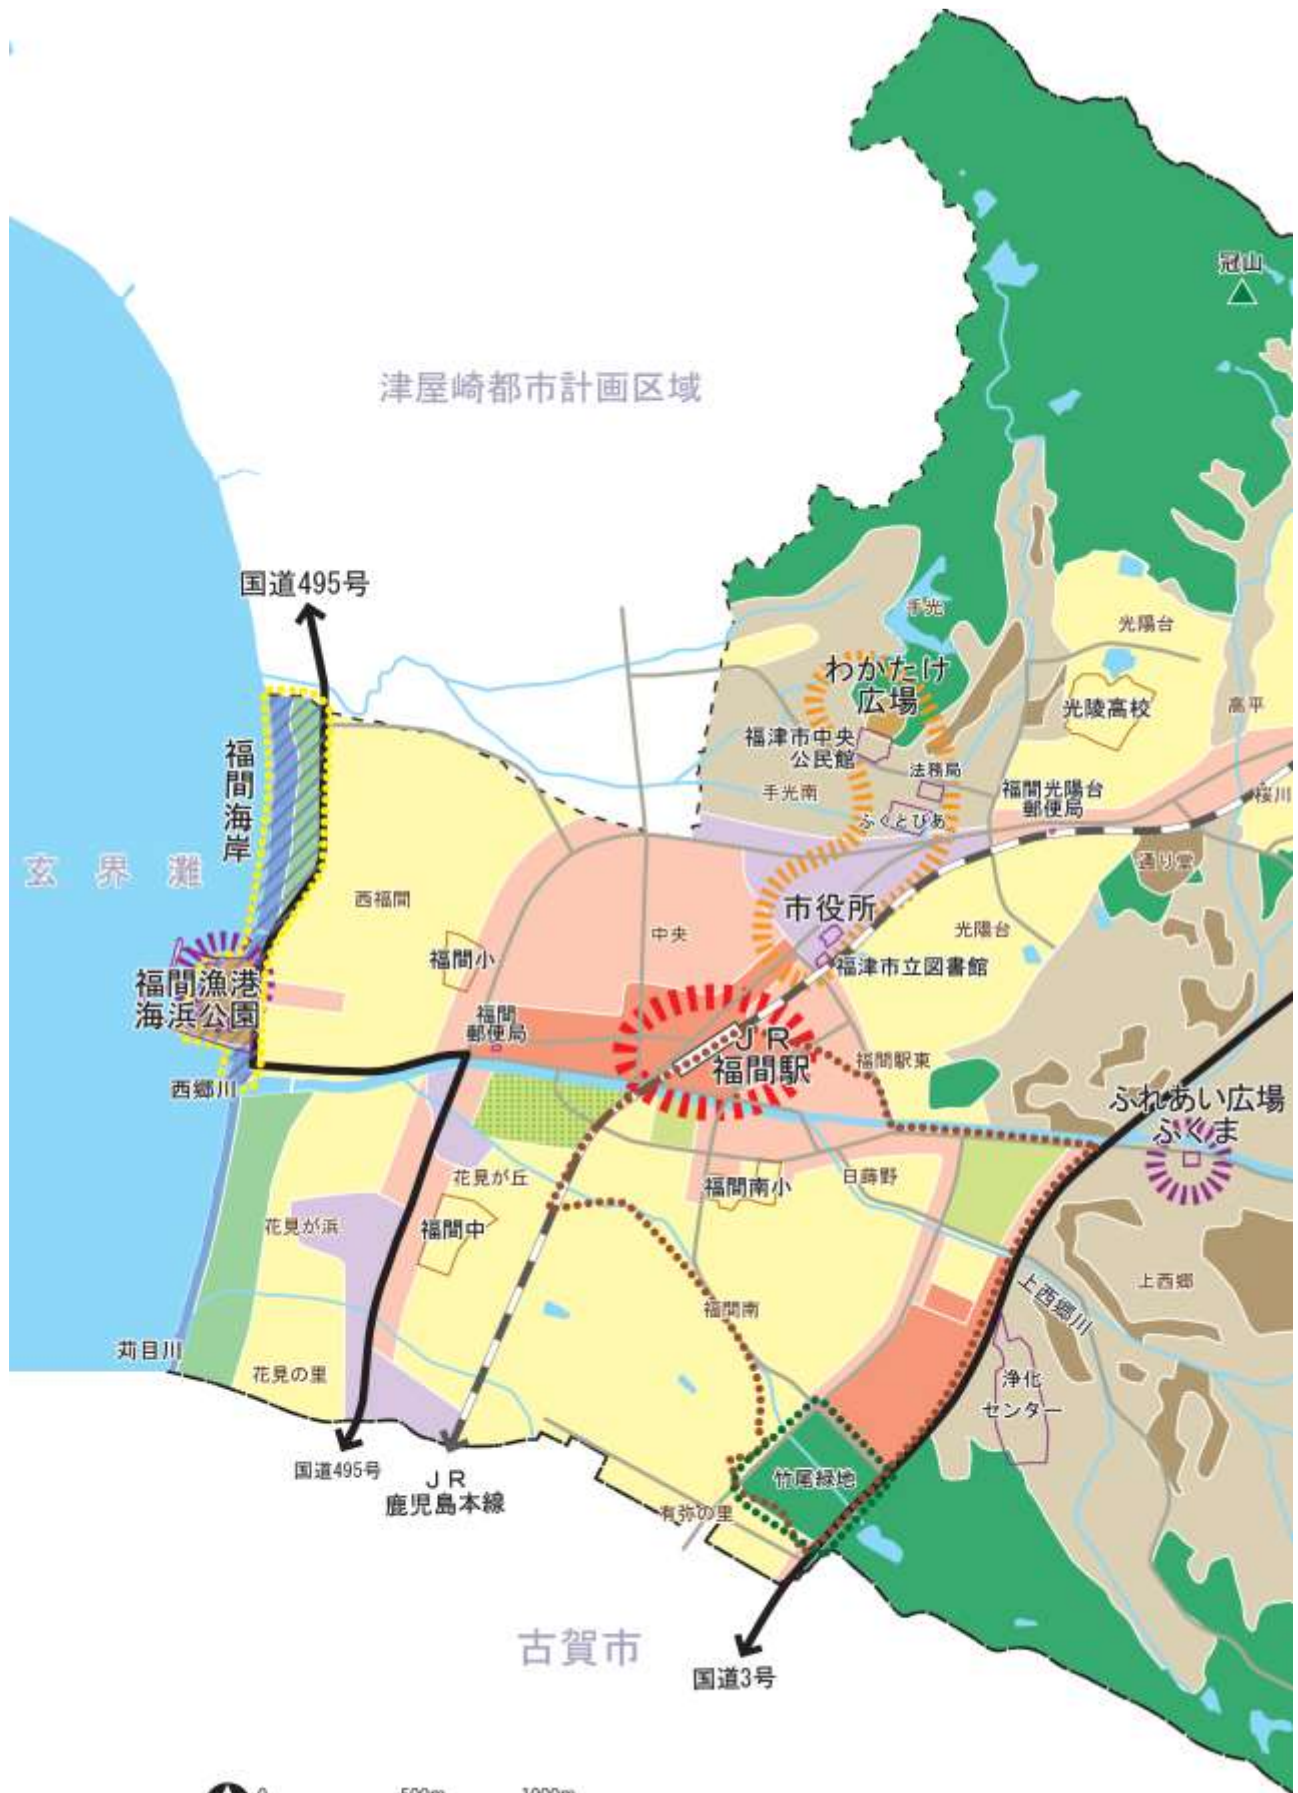 冠山
津屋崎都市計画区域
国道495号
手光
光陽台
わかたけ
広場
光陵高校
高平
福津市中央
公民館
法務局
福間海岸
手光南
福間光陽台
郵便局
桜川
ふくとぴあ
玄界灘
通り堂
西福間
市役所
中央
光陽台
福間小
福津市立図書館
福間漁港
海浜公園
福間
郵便局
JR
福間駅
福間駅東
西郷川
ふれあい広場
ふくま
花見が丘
福間南小
日蒔野
花見が浜
福間中
上西郷
福間南
上西郷川
苅目川
花見の里
浄化
センター
国道495号
JR
鹿児島本線
竹尾緑地
有弥の里
古賀市
国道3号
0 500m 1000m